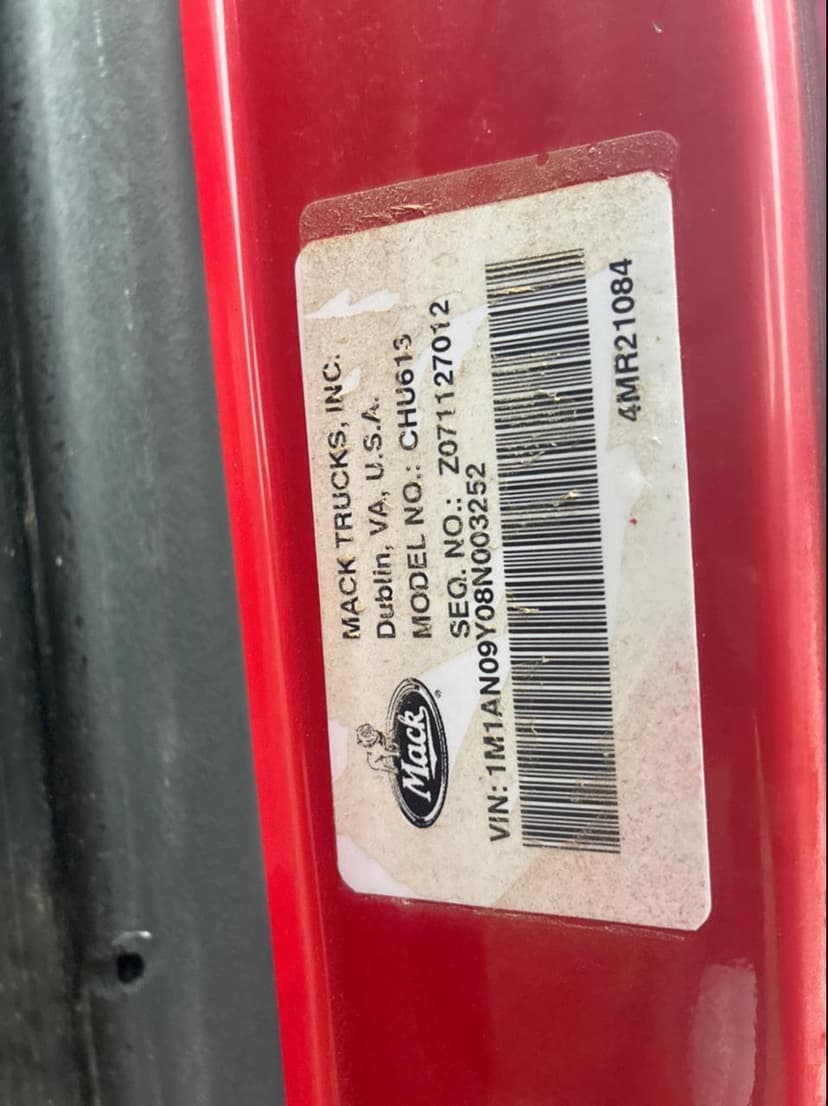 MACK TRUCKS, INC.
Dublin, VA, U.S.A.
MODEL NO.: CHU613
SEQ. NO.: Z071127012
Mack
®
VIN: 1M1AN09Y08N003252
4MR21084